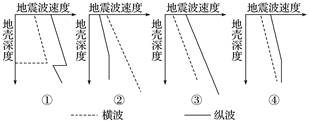 地震波速度 地震波速度 地震波速度 地震波速度
地壳深度 地壳深度 地壳深度 地壳深度
① ② ③ ④
横波 纵波